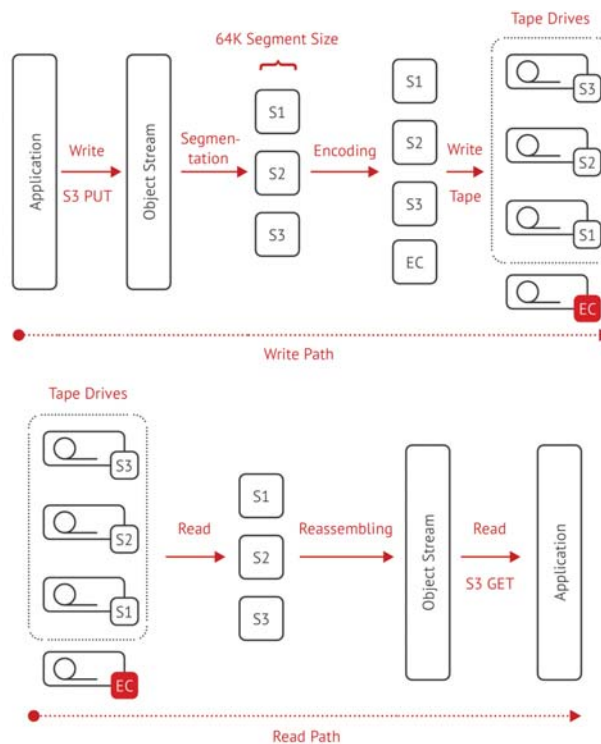 Tape Drives
64K Segment Size
Application
Write
S3 PUT
Object Stream
Segmen-
tation
S1
S2
S3
Encoding
S1
S2
S3
EC
Write
Tape
S3
S2
S1
EC
Write Path
Tape Drives
S3
S2
S1
EC
Read
S1
S2
S3
Reassembling
Object Stream
Read
S3 GET
Application
Read Path